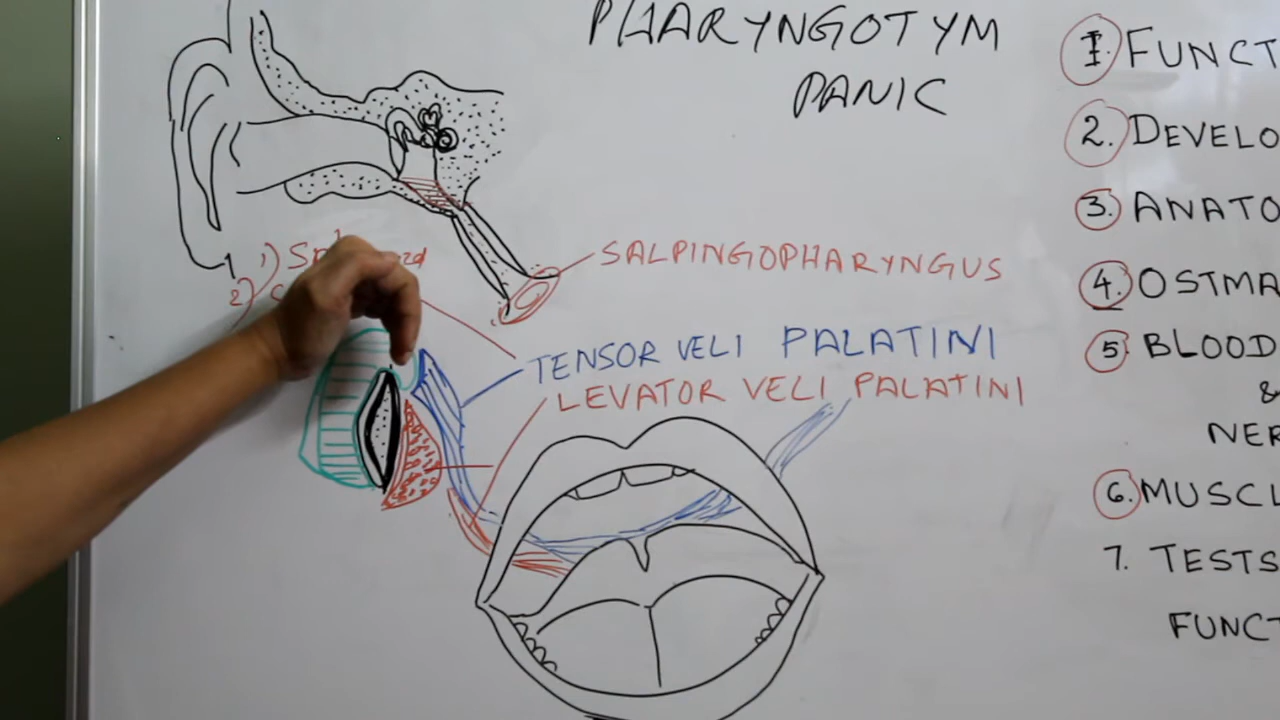 PHARYNGOTYM
PANIC
1)
2)
SALPINGOPHARYNGUS
TENSOR VELI PALATINI
LEVATOR VELI PALATINI
1 FUNCT
2. DEVELO
3. ANATO
4. OSTMA
5. BLOOD
&
NER
6. MUSCL
7. TESTS
FUNCT